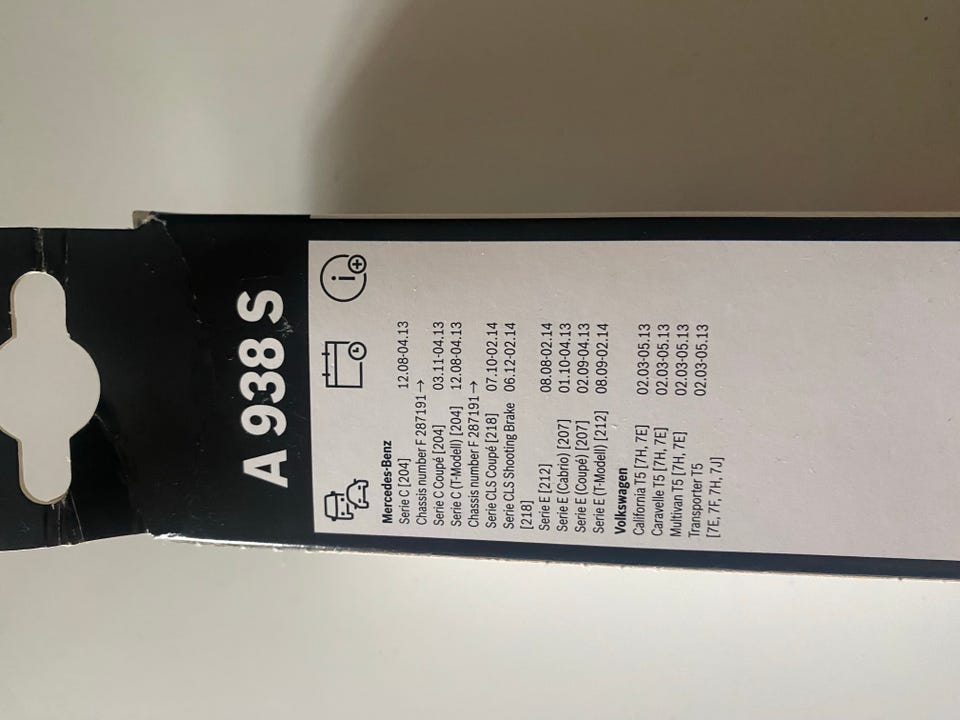 A 938 S
Mercedes-Benz
Serie C [204] 12.08-04.13
Chassis number F 287191 →
Serie C Coupé [204] 03.11-04.13
Serie C (T-Modell) [204] 12.08-04.13
Chassis number F 287191 →
Serie CLS Coupé [218] 07.10-02.14
Serie CLS Shooting Brake 06.12-02.14
[218]
Serie E [212] 08.08-02.14
Serie E (Cabrio) [207] 01.10-04.13
Serie E (Coupé) [207] 02.09-04.13
Serie E (T-Modell) [212] 08.09-02.14
Volkswagen
California T5 [7H, 7E] 02.03-05.13
Caravelle T5 [7H, 7E] 02.03-05.13
Multivan T5 [7H, 7E] 02.03-05.13
Transporter T5 02.03-05.13
[7E, 7F, 7H, 7J]